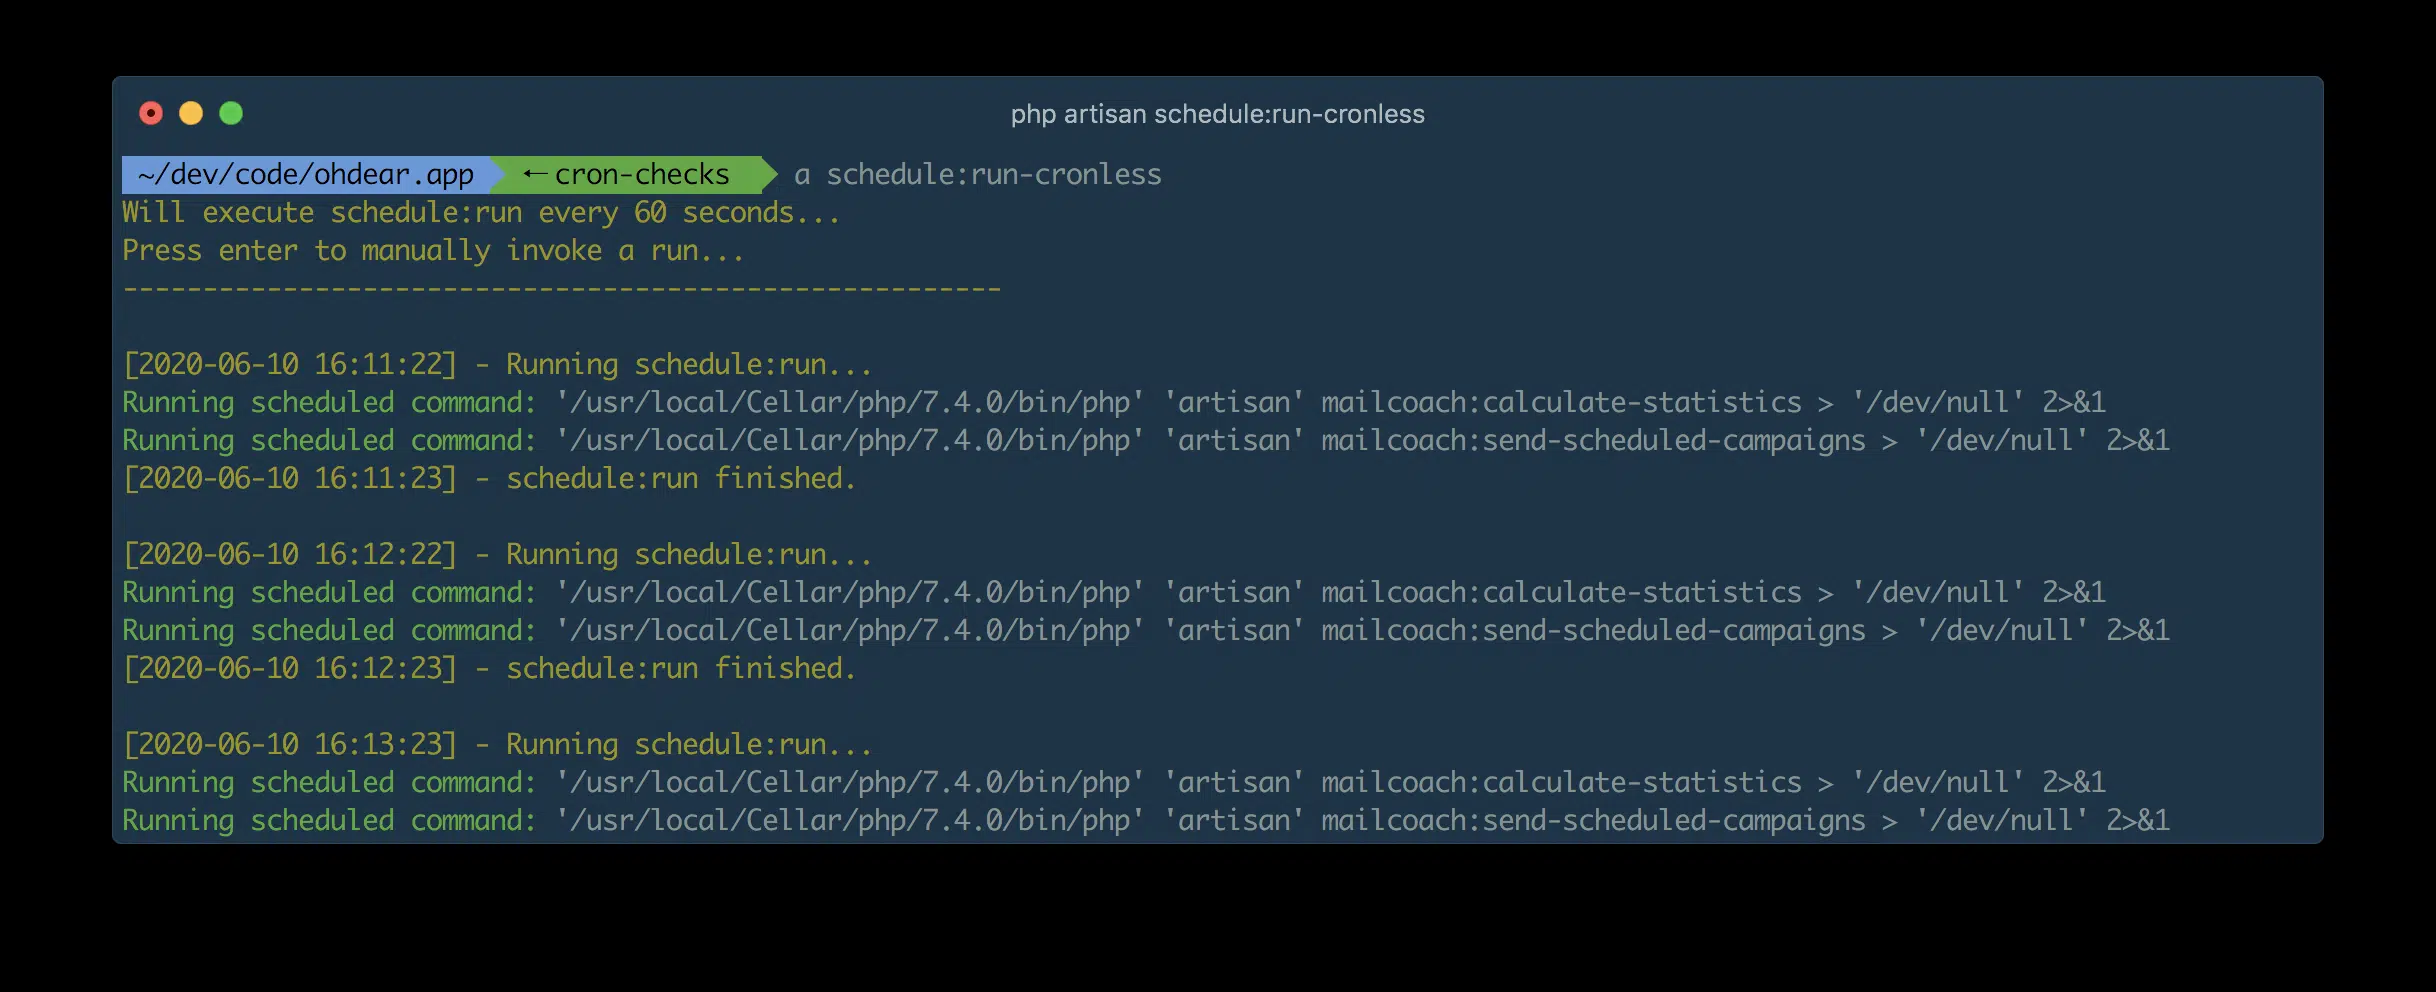 php artisan schedule:run-cronless
~/dev/code/ohdear.app ← cron-checks a schedule:run-cronless
Will execute schedule:run every 60 seconds...
Press enter to manually invoke a run...
-------------------------------------------------------
[2020-06-10 16:11:22] - Running schedule:run...
Running scheduled command: '/usr/local/Cellar/php/7.4.0/bin/php' 'artisan' mailcoach:calculate-statistics > '/dev/null' 2>&1
Running scheduled command: '/usr/local/Cellar/php/7.4.0/bin/php' 'artisan' mailcoach:send-scheduled-campaigns > '/dev/null' 2>&1
[2020-06-10 16:11:23] - schedule:run finished.
[2020-06-10 16:12:22] - Running schedule:run...
Running scheduled command: '/usr/local/Cellar/php/7.4.0/bin/php' 'artisan' mailcoach:calculate-statistics > '/dev/null' 2>&1
Running scheduled command: '/usr/local/Cellar/php/7.4.0/bin/php' 'artisan' mailcoach:send-scheduled-campaigns > '/dev/null' 2>&1
[2020-06-10 16:12:23] - schedule:run finished.
[2020-06-10 16:13:23] - Running schedule:run...
Running scheduled command: '/usr/local/Cellar/php/7.4.0/bin/php' 'artisan' mailcoach:calculate-statistics > '/dev/null' 2>&1
Running scheduled command: '/usr/local/Cellar/php/7.4.0/bin/php' 'artisan' mailcoach:send-scheduled-campaigns > '/dev/null' 2>&1